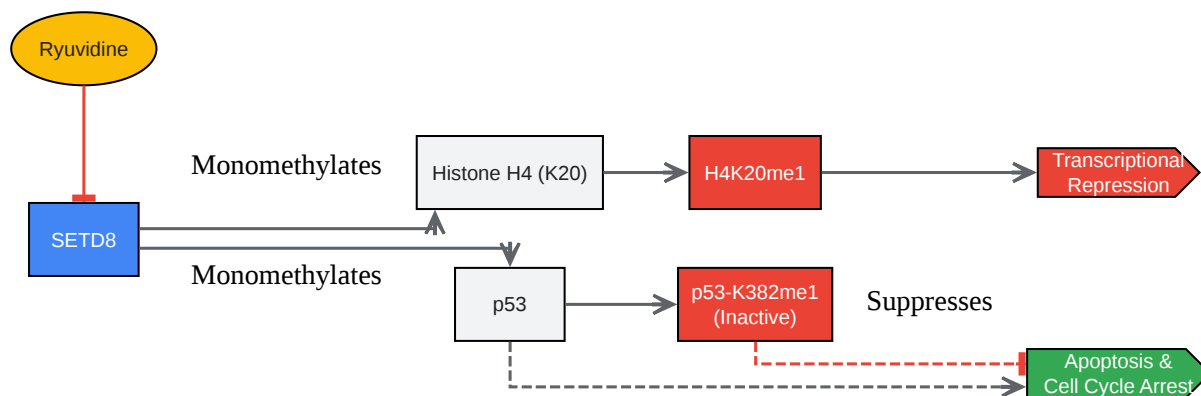 Ryuvidine
Monomethylates
Histone H4 (K20)
H4K20me1
Transcriptional
Repression
SETD8
Monomethylates
p53
p53-K382me1
(Inactive)
Suppresses
Apoptosis &
Cell Cycle Arrest